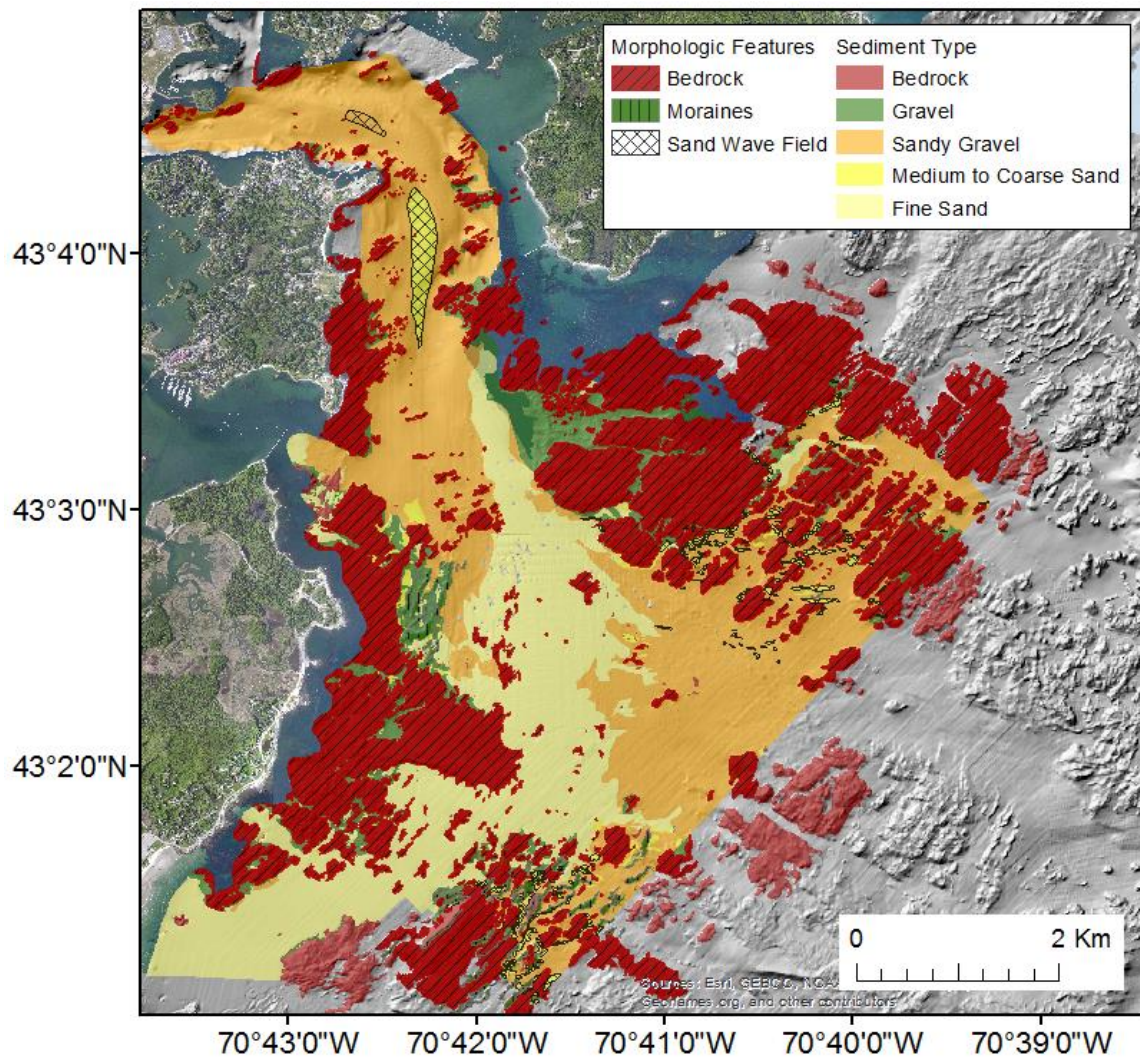 Morphologic Features
Bedrock
Moraines
Sand Wave Field
Sediment Type
Bedrock
Gravel
Sandy Gravel
Medium to Coarse Sand
Fine Sand
43°4'0"N
43°3'0"N
43°2'0"N
0 2 Km
Sources: Esri, GEBCO, NOAA
Geonames.org, and other contributors
70°43'0"W 70°42'0"W 70°41'0"W 70°40'0"W 70°39'0"W